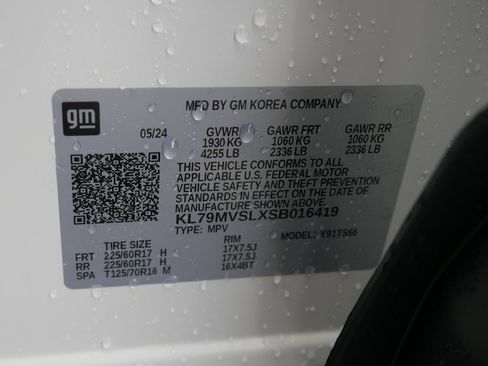 gm
MFD BY GM KOREA COMPANY
05/24 GVWR GAWR FRT GAWR RR
1930 KG 1060 KG 1060 KG
4255 LB 2336 LB 2336 LB
THIS VEHICLE CONFORMS TO ALL
APPLICABLE U.S. FEDERAL MOTOR
VEHICLE SAFETY AND THEFT PREVENTION
STANDARDS IN EFFECT ON THE DATE OF
MANUFACTURE SHOWN ABOVE.
KL79MVSLXSB016419
TYPE: MPV MODEL:
TIRE SIZE RIM
FRT 225/60R17 H 17X7.5J
RR 225/60R17 H 17X7.5J
SPA T125/70R16 M 16X4BT